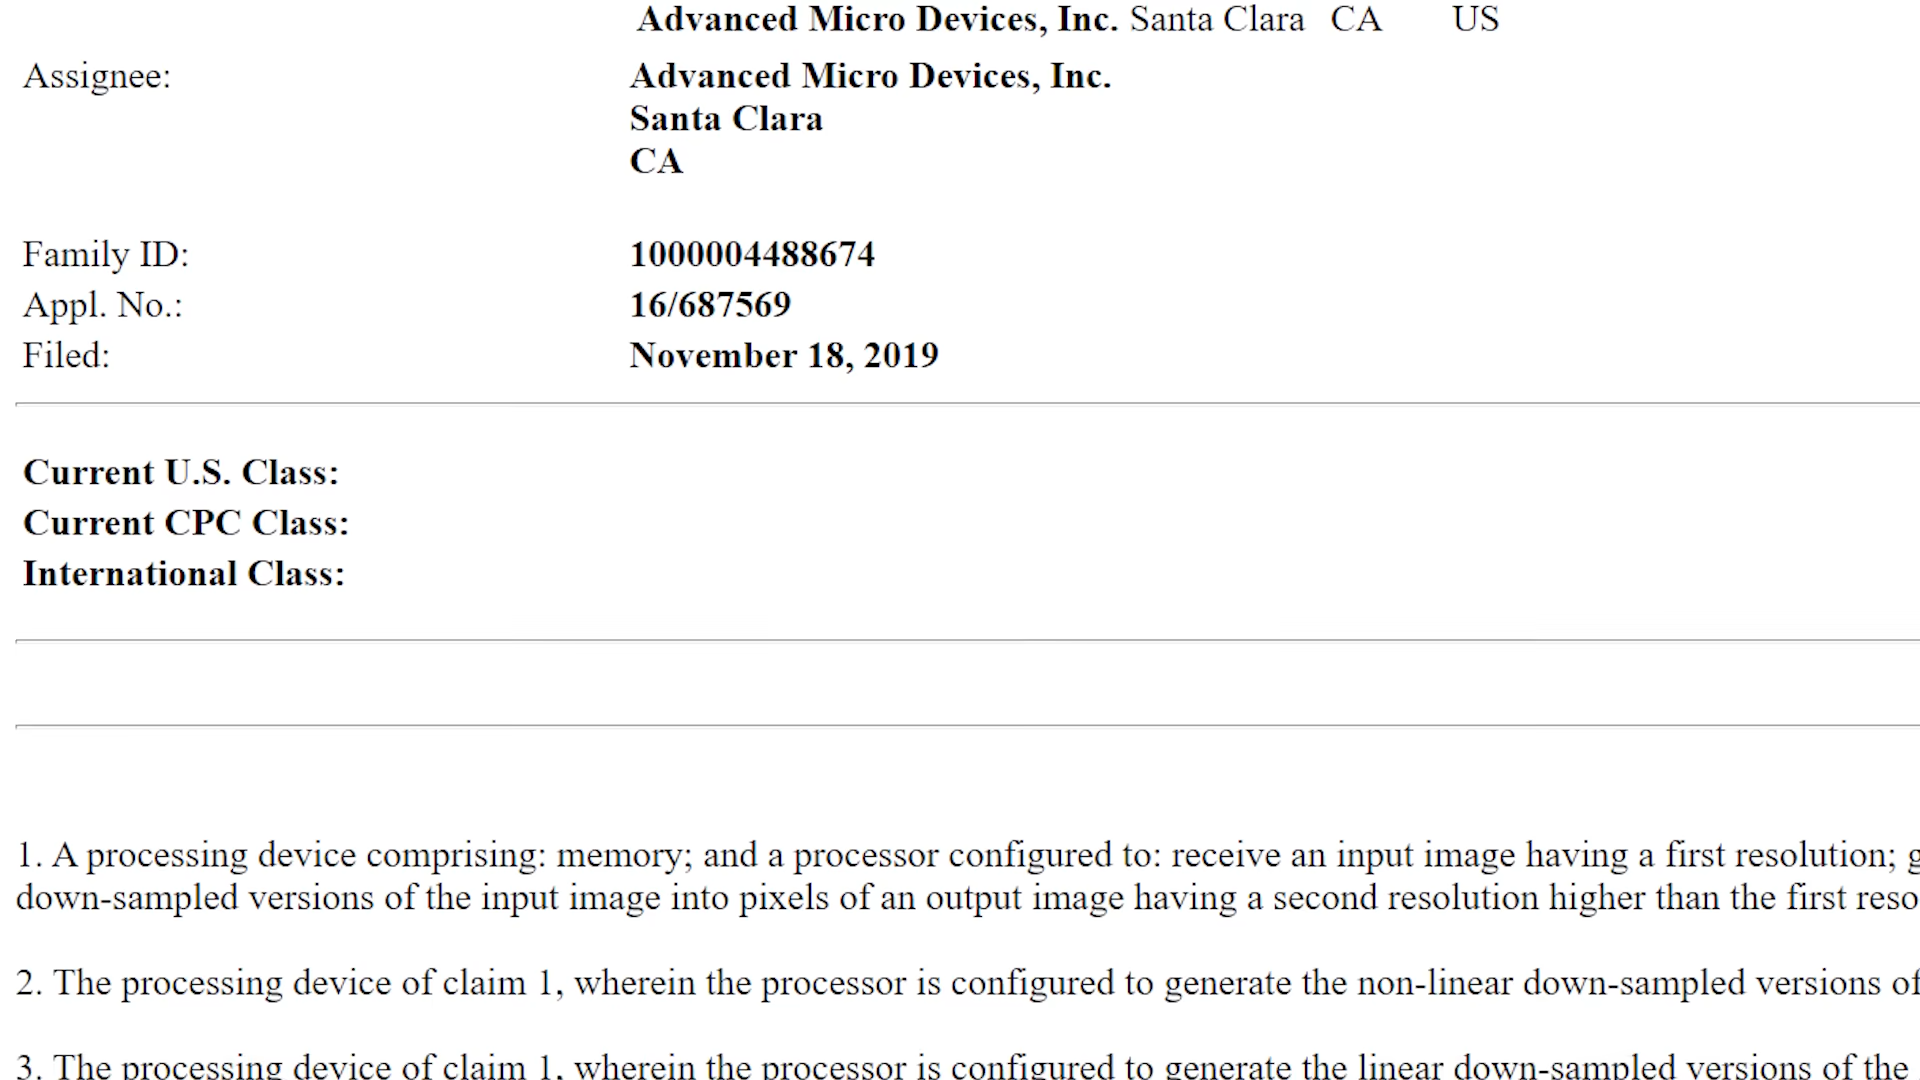 Advanced Micro Devices, Inc. Santa Clara CA US
Assignee: Advanced Micro Devices, Inc.
Santa Clara
CA
Family ID: 1000004488674
Appl. No.: 16/687569
Filed: November 18, 2019
Current U.S. Class:
Current CPC Class:
International Class:
1. A processing device comprising: memory; and a processor configured to: receive an input image having a first resolution;
down-sampled versions of the input image into pixels of an output image having a second resolution higher than the first reso
2. The processing device of claim 1, wherein the processor is configured to generate the non-linear down-sampled versions of
3. The processing device of claim 1, wherein the processor is configured to generate the linear down-sampled versions of the